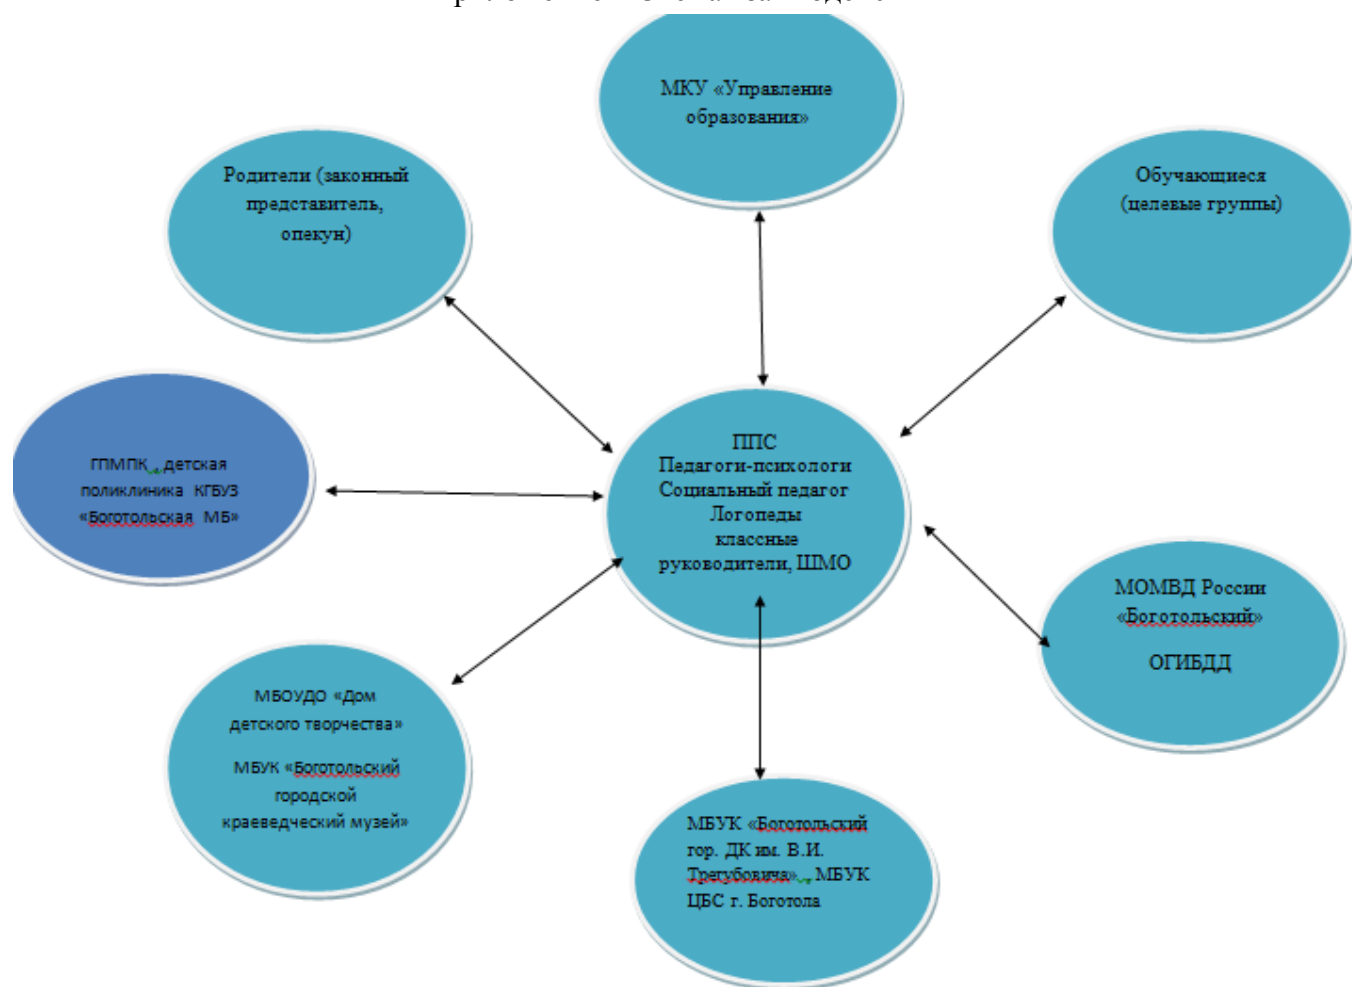 МКУ «Управление
образования»
Родители (законный
представитель,
опекун)
Обучающиеся
(целевые группы)
ГПМПК , детская
поликлиника КГБУЗ
«Боготольская МБ»
ППС
Педагоги-психологи
Социальный педагог
Логопеды
классные
руководители, ШМО
МОМВД России
«Боготольский»
ОГИБДД
МБОУДО «Дом
детского творчества»
МБУК «Боготольский
городской
краеведческий музей»
МБУК «Боготольский
гор. ДК им. В.И.
Трегубовича» , МБУК
ЦБС г. Боготола